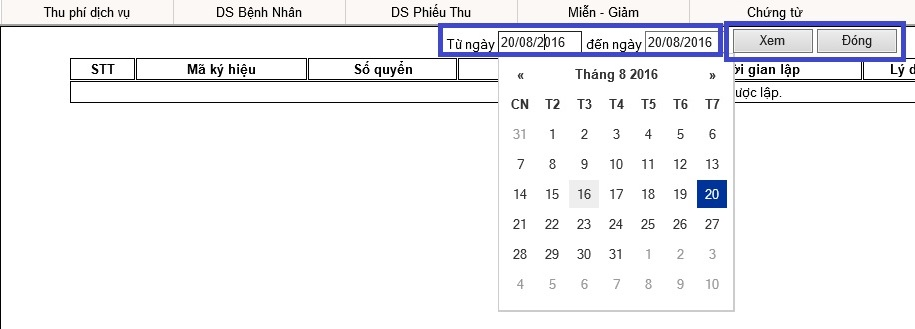 Thu phí dịch vụ DS Bệnh Nhân DS Phiếu Thu Miễn - Giảm Chứng từ
Từ ngày 20/08/2016 đến ngày 20/08/2016 Xem Đóng
STT Mã ký hiệu Số quyển gian lập Lý d
ược lập.
« Tháng 8 2016 »
CN T2 T3 T4 T5 T6 T7
31 1 2 3 4 5 6
7 8 9 10 11 12 13
14 15 16 17 18 19 20
21 22 23 24 25 26 27
28 29 30 31 1 2 3
4 5 6 7 8 9 10